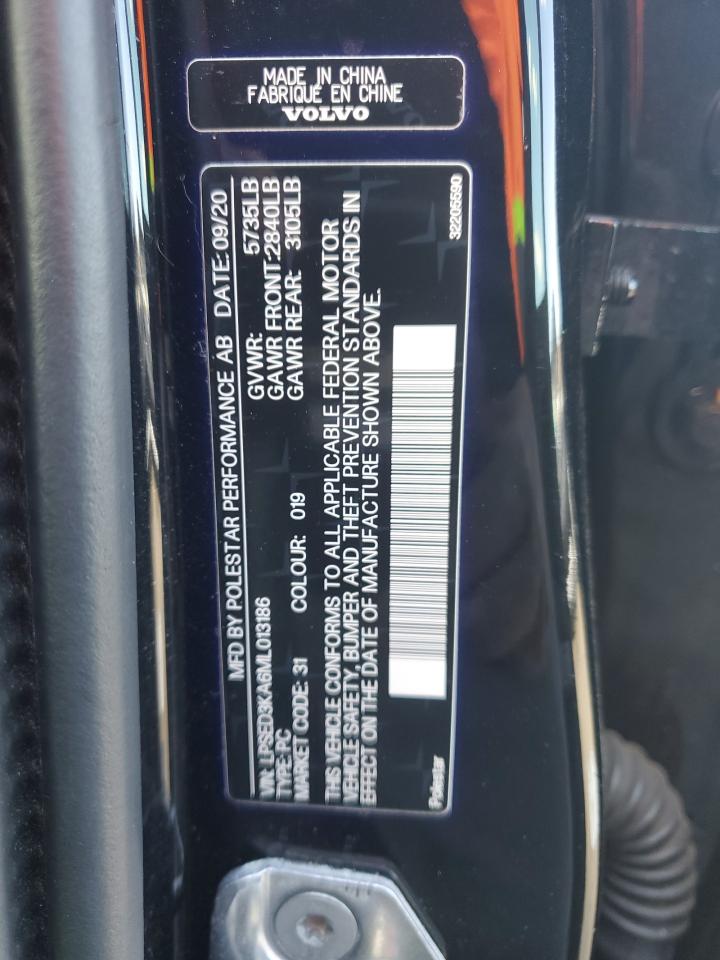 MADE IN CHINA
FABRIQUÉ EN CHINE
VOLVO
MFD BY POLESTAR PERFORMANCE AB DATE: 09/20
VIN: LPSED3KA6ML013186 GVWR: 5735LB
TYPE: PC GAWR FRONT: 2840LB
MARKET CODE: 31 COLOUR: 019 GAWR REAR: 3105LB
THIS VEHICLE CONFORMS TO ALL APPLICABLE FEDERAL MOTOR
VEHICLE SAFETY, BUMPER AND THEFT PREVENTION STANDARDS IN
EFFECT ON THE DATE OF MANUFACTURE SHOWN ABOVE.
Polestar 32205590